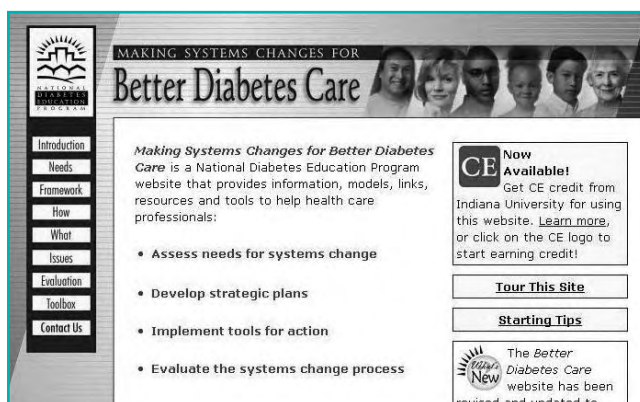 NATIONAL
DIABETES
EDUCATION
PROGRAM
MAKING SYSTEMS CHANGES FOR
Better Diabetes Care
Introduction
Needs
Framework
How
What
Issues
Evaluation
Toolbox
Contact Us
Making Systems Changes for Better Diabetes
Care is a National Diabetes Education Program
website that provides information, models, links,
resources and tools to help health care
professionals:
• Assess needs for systems change
• Develop strategic plans
• Implement tools for action
• Evaluate the systems change process
CE
Now
Available!
Get CE credit from
Indiana University for using
this website. Learn more,
or click on the CE logo to
start earning credit!
Tour This Site
Starting Tips
What's
New
The Better
Diabetes Care
website has been
revised and updated to